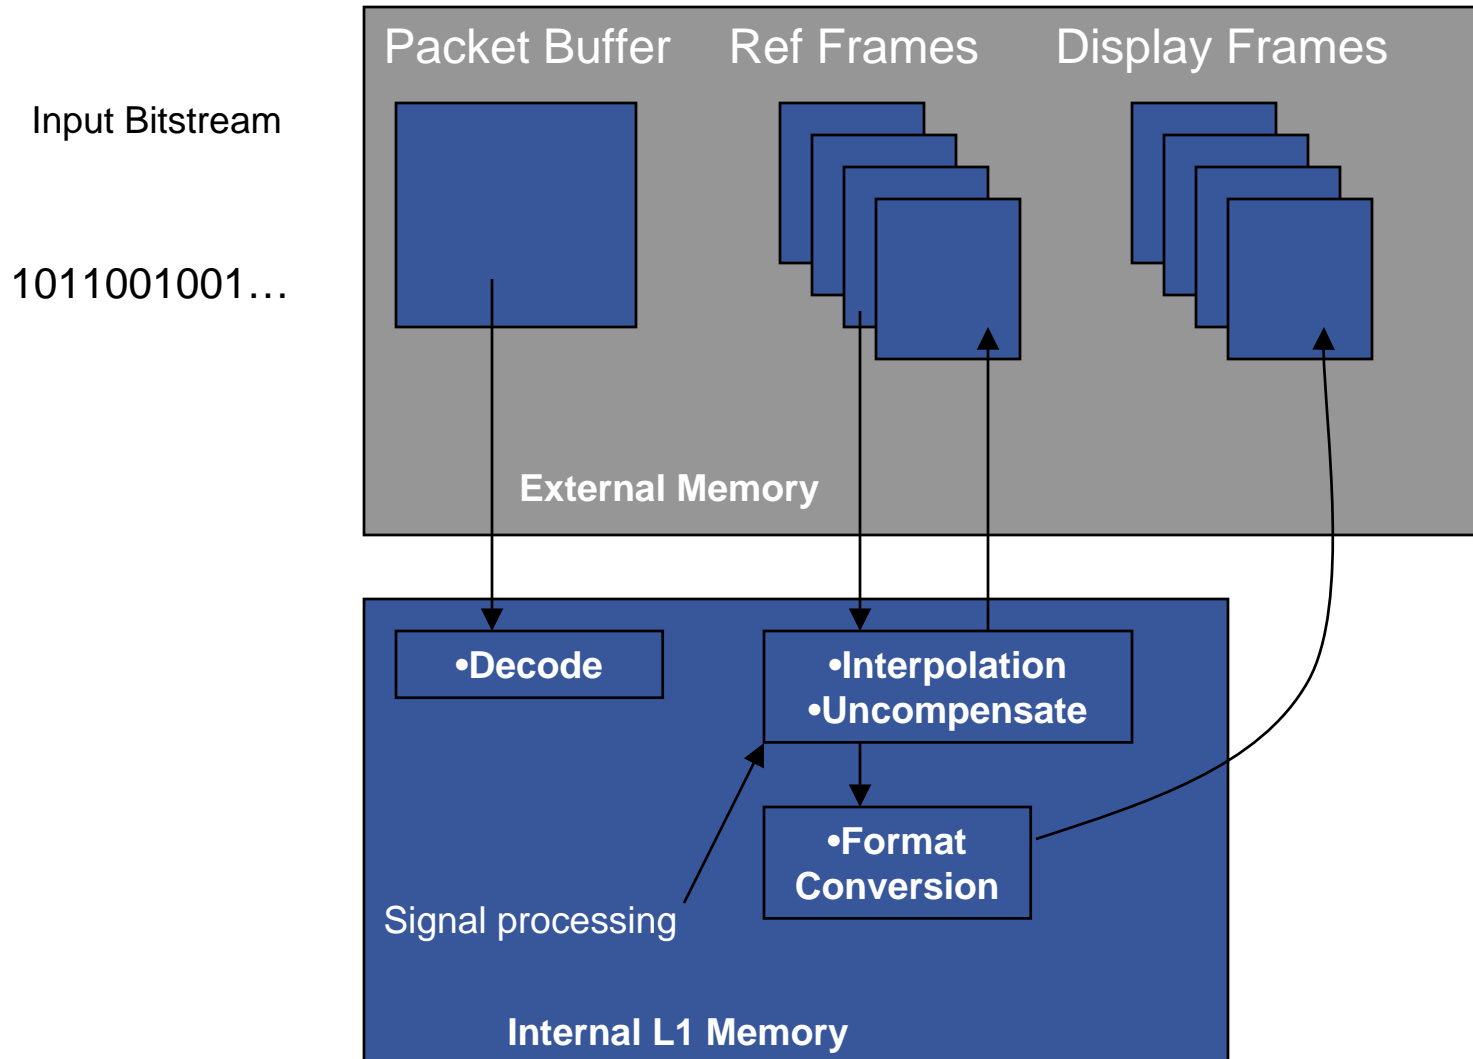 Packet Buffer
Ref Frames
Display Frames
Input Bitstream
1011001001…
External Memory
•Decode
•Interpolation
•Uncompensate
•Format
Conversion
Signal processing
Internal L1 Memory